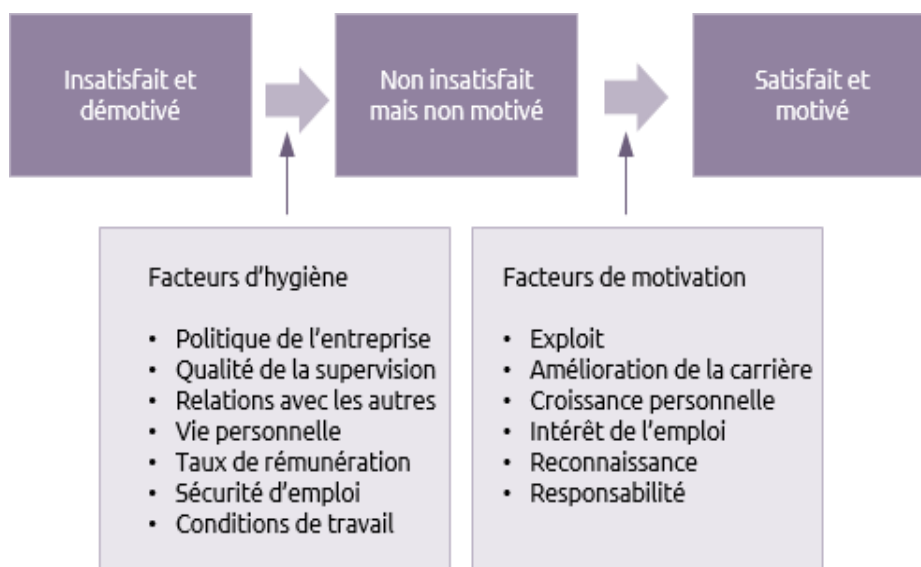 Insatisfait et
démotivé
Non insatisfait
mais non motivé
Satisfait et
motivé
Facteurs d'hygiène
• Politique de l'entreprise
• Qualité de la supervision
• Relations avec les autres
• Vie personnelle
• Taux de rémunération
• Sécurité d'emploi
• Conditions de travail
Facteurs de motivation
• Exploit
• Amélioration de la carrière
• Croissance personnelle
• Intérêt de l'emploi
• Reconnaissance
• Responsabilité